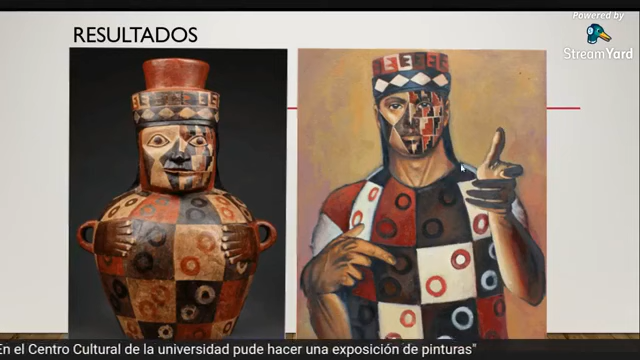 Powered by
StreamYard
RESULTADOS
En el Centro Cultural de la universidad pude hacer una exposición de pinturas"